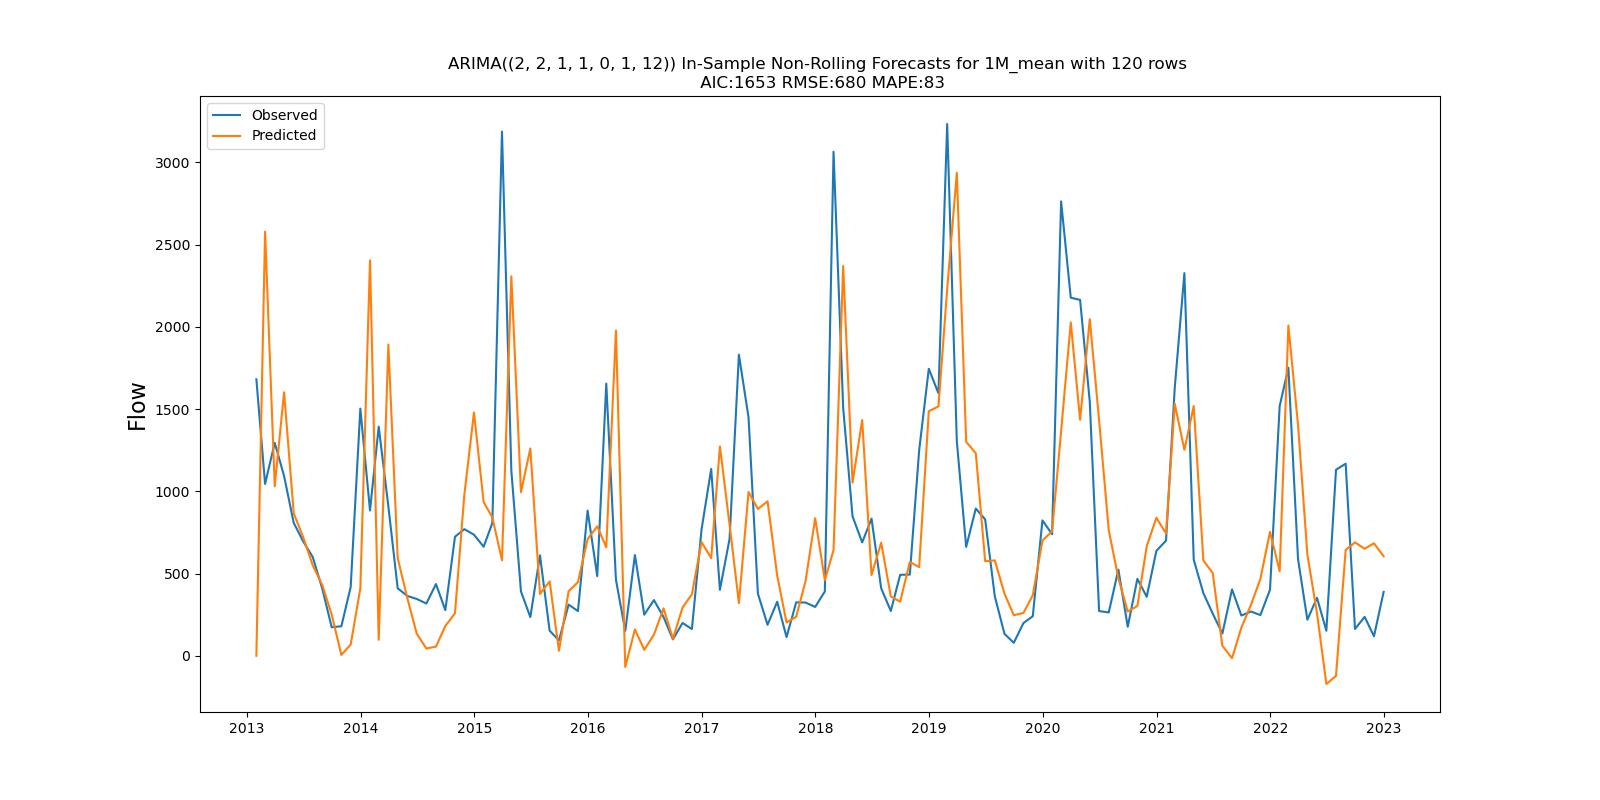 ARIMA((2, 2, 1, 1, 0, 1, 12)) In-Sample Non-Rolling Forecasts for 1M_mean with 120 rows
AIC:1653 RMSE:680 MAPE:83
Observed
Predicted
3000
2500
2000
1500
1000
500
0
Flow
2013 2014 2015 2016 2017 2018 2019 2020 2021 2022 2023